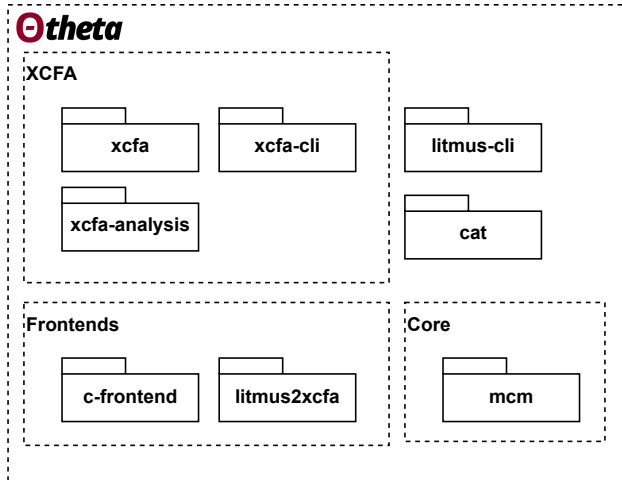 Θtheta
XCFA
xcfa
xcfa-cli
litmus-cli
xcfa-analysis
cat
Frontends
Core
c-frontend
litmus2xcfa
mcm